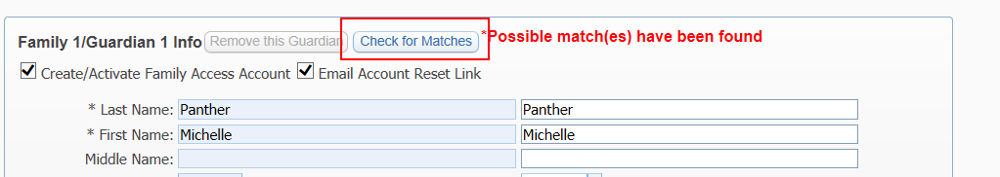 Family 1/Guardian 1 Info Remove this Guardian Check for Matches *Possible match(es) have been found
Create/Activate Family Access Account Email Account Reset Link
* Last Name: Panther Panther
* First Name: Michelle Michelle
Middle Name: